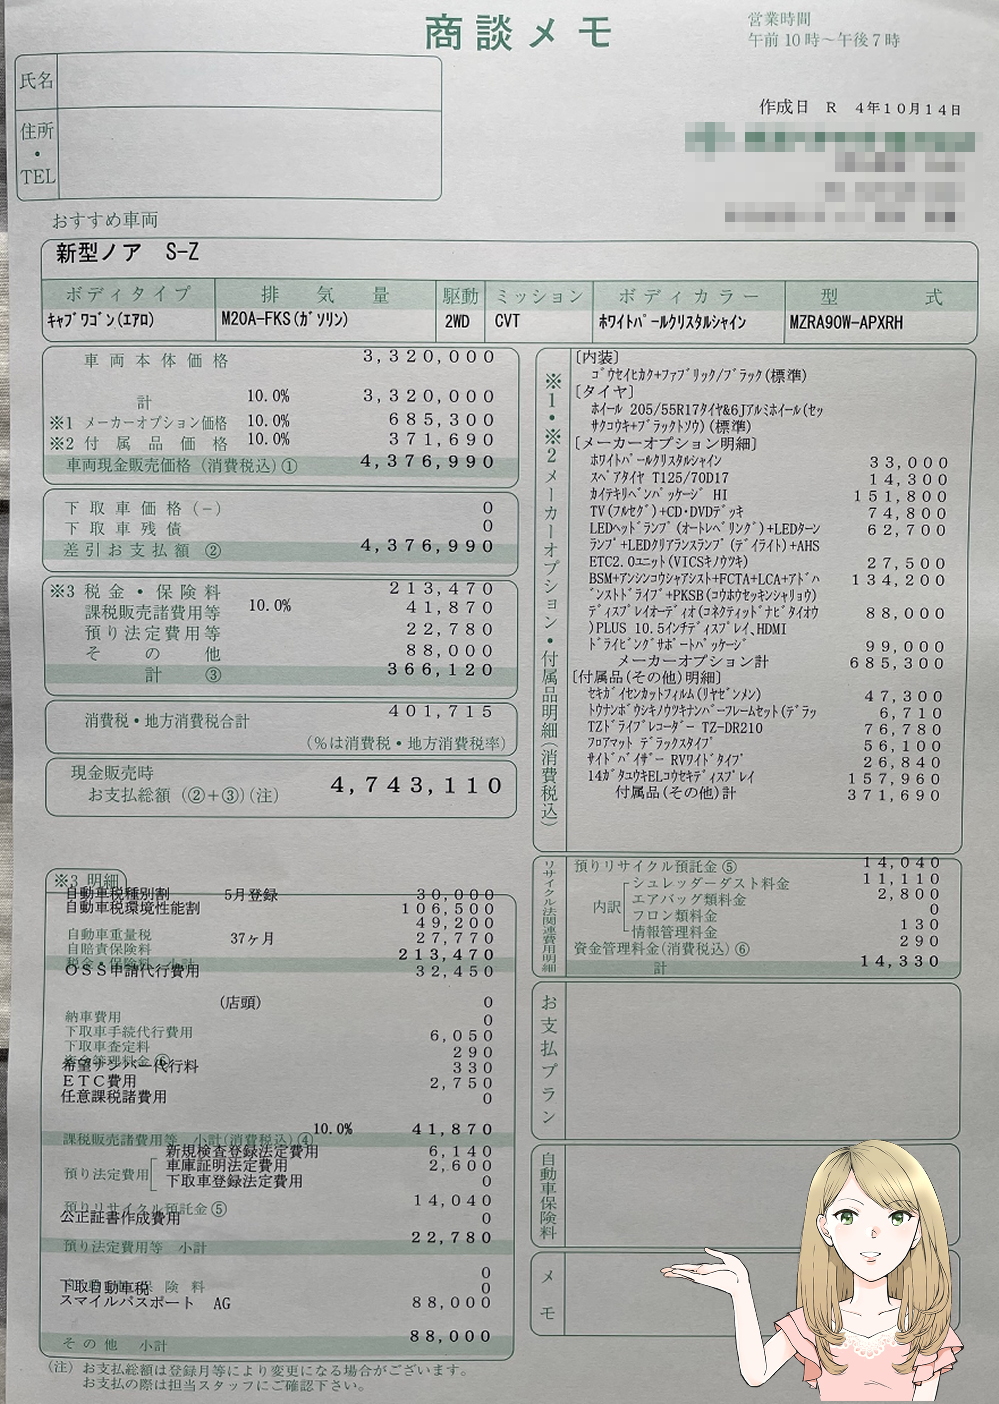 商談メモ
営業時間
午前10時～午後7時
氏名
住所
・
TEL
作成日 R 4年10月14日
おすすめ車両
新型ノア S-Z
ボディタイプ 排気量 駆動 ミッション ボディカラー 型式
ｷｬﾌﾞﾜｺﾞﾝ(ｴｱﾛ) M20A-FKS(ｶﾞｿﾘﾝ) 2WD CVT ﾎﾜｲﾄﾊﾟｰﾙｸﾘｽﾀﾙｼｬｲﾝ MZRA90W-APXRH
車両本体価格 3,320,000
計 10.0% 3,320,000
※1 メーカーオプション価格 10.0% 685,300
※2 付属品価格 10.0% 371,690
車両現金販売価格(消費税込)① 4,376,990
下取車価格(-) 0
下取車残債 0
差引お支払額 ② 4,376,990
※3 税金・保険料 213,470
課税販売諸費用等 10.0% 41,870
預り法定費用等 22,780
その他 88,000
計 ③ 366,120
消費税・地方消費税合計 401,715
(%は消費税・地方消費税率)
現金販売時
お支払総額(②+③)(注) 4,743,110
※1・※2メーカーオプション・付属品明細(消費税込)
[内装]
ｺﾞｳｾｲﾋｶｸ+ﾌｧﾌﾞﾘｯｸ/ﾌﾞﾗｯｸ(標準)
[タイヤ]
ﾎｲｰﾙ 205/55R17ﾀｲﾔ&6Jｱﾙﾐﾎｲｰﾙ(ｾｯ
ｻｸｺｳｷ+ﾌﾞﾗｯｸﾄｿｳ)(標準)
[メーカーオプション明細]
ﾎﾜｲﾄﾊﾟｰﾙｸﾘｽﾀﾙｼｬｲﾝ 33,000
ｽﾍﾟｱﾀｲﾔ T125/70D17 14,300
ｶｲﾃｷﾘﾍﾞﾝﾊﾟｯｹｰｼﾞ HI 151,800
TV(ﾌﾙｾｸﾞ)+CD･DVDﾃﾞｯｷ 74,800
LEDﾍｯﾄﾞﾗﾝﾌﾟ(ｵｰﾄﾚﾍﾞﾘﾝｸﾞ)+LEDﾀｰﾝ 62,700
ﾗﾝﾌﾟ+LEDｸﾘｱﾗﾝｽﾗﾝﾌﾟ(ﾃﾞｲﾗｲﾄ)+AHS
ETC2.0ﾕﾆｯﾄ(VICSｷﾉｳﾂｷ) 27,500
BSM+ｱﾝｼﾝｺｳｼｬｱｼｽﾄ+FCTA+LCA+ｱﾄﾞﾊ 134,200
ﾞﾝｽﾄﾄﾞﾗｲﾌﾞ+PKSB(ｺｳﾎｳｾｯｷﾝｼｬﾘｮｳ)
ﾃﾞｨｽﾌﾟﾚｲｵｰﾃﾞｨｵ(ｺﾈｸﾃｨｯﾄﾞﾅﾋﾞﾀｲｵｳ 88,000
)PLUS 10.5ｲﾝﾁﾃﾞｨｽﾌﾟﾚｲ､HDMI
ﾄﾞﾗｲﾋﾞﾝｸﾞｻﾎﾟｰﾄﾊﾟｯｹｰｼﾞ 99,000
メーカーオプション計 685,300
[付属品(その他)明細]
ｾｷｶﾞｲｾﾝｶｯﾄﾌｨﾙﾑ(ﾘﾔｾﾞﾝﾒﾝ) 47,300
ﾄｳﾅﾝﾎﾞｳｼｷﾉｳﾂｷﾅﾝﾊﾞｰﾌﾚｰﾑｾｯﾄ(ﾃﾞﾗｯ 6,710
TZﾄﾞﾗｲﾌﾞﾚｺｰﾀﾞｰ TZ-DR210 76,780
ﾌﾛｱﾏｯﾄ ﾃﾞﾗｯｸｽﾀｲﾌﾟ 56,100
ｻｲﾄﾞﾊﾞｲｻﾞｰ RVﾜｲﾄﾞﾀｲﾌﾟ 26,840
14ｶﾞﾀﾕｳｷELｺｳｾｷﾃﾞｨｽﾌﾟﾚｲ 157,960
付属品(その他)計 371,690
※3 明細
自動車税種別割 5月登録 30,000
自動車税環境性能割 106,500
49,200
自動車重量税 37ヶ月 27,770
自賠責保険料 213,470
税金・保険料 小計
OSS申請代行費用 32,450
(店頭) 0
納車費用 0
下取車手続代行費用 6,050
下取車査定料 290
資金管理料金⑥
希望ナンバー代行料 330
ETC費用 2,750
任意課税諸費用 0
課税販売諸費用等 小計(消費税込)④ 10.0% 41,870
預り法定費用
新規検査登録法定費用 6,140
車庫証明法定費用 2,600
下取車登録法定費用 0
預りリサイクル預託金⑤ 14,040
公正証書作成費用 0
預り法定費用等 小計 22,780
0
下取自動車税 保険料 0
スマイルパスポート AG 88,000
その他 小計 88,000
(注) お支払総額は登録月等により変更になる場合がございます。
お支払の際は担当スタッフにご確認下さい。
リサイクル法関連費用明細
預りリサイクル預託金⑤ 14,040
内訳
シュレッダーダスト料金 11,110
エアバッグ類料金 2,800
フロン類料金 0
情報管理料金 130
資金管理料金(消費税込)⑥ 290
計 14,330
お支払プラン
自動車保険料
メモ